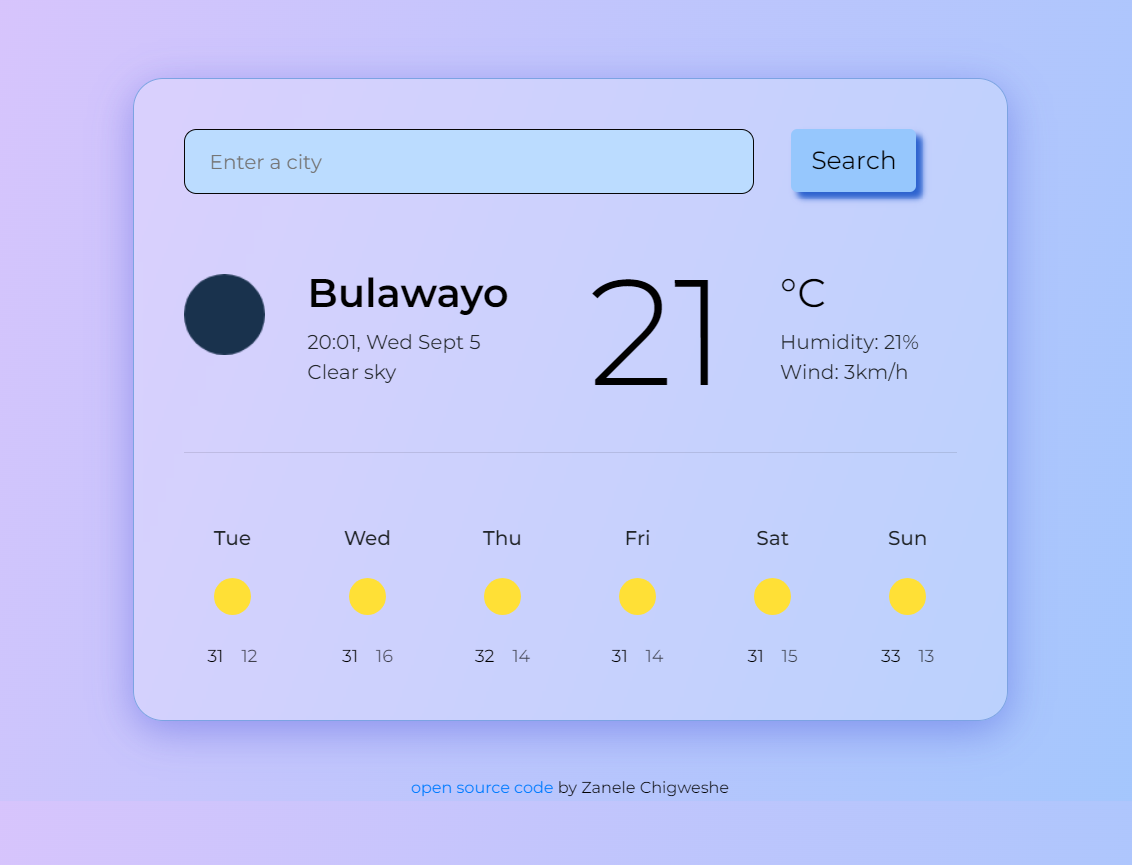 Enter a city
Search
Bulawayo
20:01, Wed Sept 5
Clear sky
21
°C
Humidity: 21%
Wind: 3km/h
Tue Wed Thu Fri Sat Sun
31 12 31 16 32 14 31 14 31 15 33 13
open source code by Zanele Chigweshe